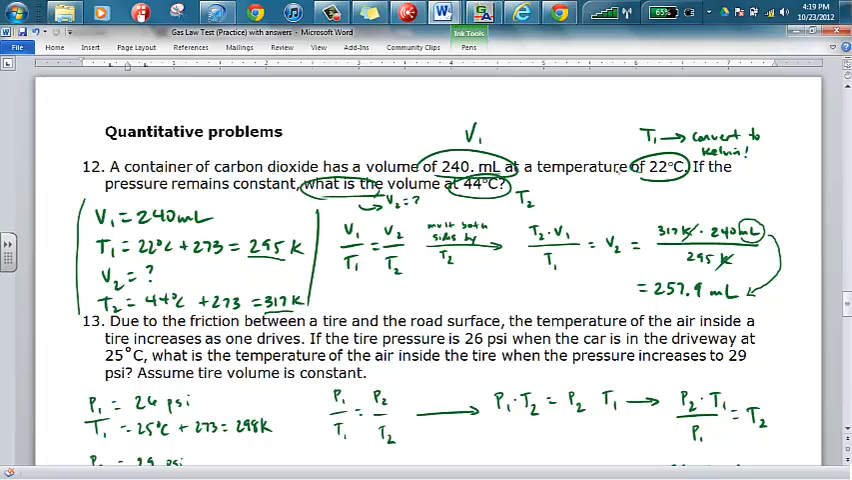 Gas Law Test (Practice) with answers - Microsoft Word
Ink Tools
65%
4:19 PM
10/23/2012
File Home Insert Page Layout References Mailings Review View Add-Ins Community Clips Pens
Quantitative problems
V₁
T₁ → convert to
Kelvin!
12. A container of carbon dioxide has a volume of 240. mL at a temperature of 22°C. If the
pressure remains constant, what is the volume at 44°C?
→ V₂ = ?
T₂
V₁ = 240mL
T₁ = 22°C + 273 = 295 K
V₂ = ?
T₂ = 44°C + 273 = 317K
V₁/T₁ = V₂/T₂ mult both sides by T₂ → T₂·V₁/T₁ = V₂ = 317K · 240mL/295K
= 257.9 mL
13. Due to the friction between a tire and the road surface, the temperature of the air inside a
tire increases as one drives. If the tire pressure is 26 psi when the car is in the driveway at
25°C, what is the temperature of the air inside the tire when the pressure increases to 29
psi? Assume tire volume is constant.
P₁ = 26 psi
T₁ = 25°C + 273 = 298K
P₁/T₁ = P₂/T₂ → P₁·T₂ = P₂ T₁ → P₂·T₁/P₁ = T₂